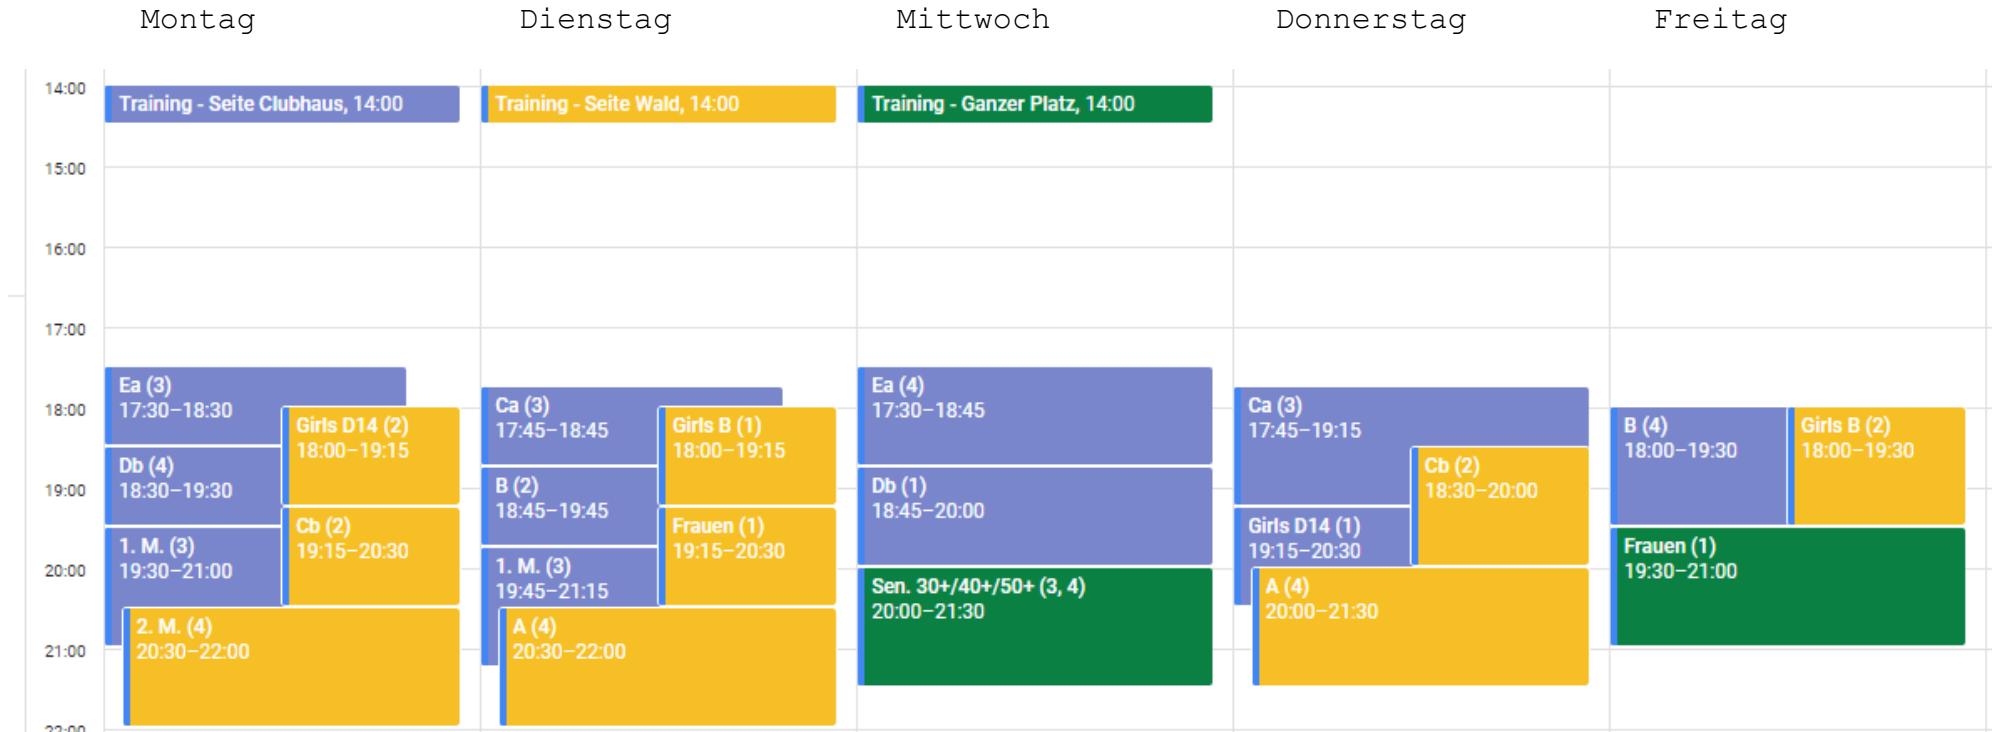 Montag
Dienstag
Mittwoch
Donnerstag
Freitag
14:00
15:00
16:00
17:00
18:00
19:00
20:00
21:00
22:00
Training - Seite Clubhaus, 14:00
Ea (3)
17:30–18:30
Girls D14 (2)
18:00–19:15
Db (4)
18:30–19:30
Cb (2)
19:15–20:30
1. M. (3)
19:30–21:00
2. M. (4)
20:30–22:00
Training - Seite Wald, 14:00
Ca (3)
17:45–18:45
Girls B (1)
18:00–19:15
B (2)
18:45–19:45
Frauen (1)
19:15–20:30
1. M. (3)
19:45–21:15
A (4)
20:30–22:00
Training - Ganzer Platz, 14:00
Ea (4)
17:30–18:45
Db (1)
18:45–20:00
Sen. 30+/40+/50+ (3, 4)
20:00–21:30
Ca (3)
17:45–19:15
Cb (2)
18:30–20:00
Girls D14 (1)
19:15–20:30
A (4)
20:00–21:30
B (4)
18:00–19:30
Girls B (2)
18:00–19:30
Frauen (1)
19:30–21:00